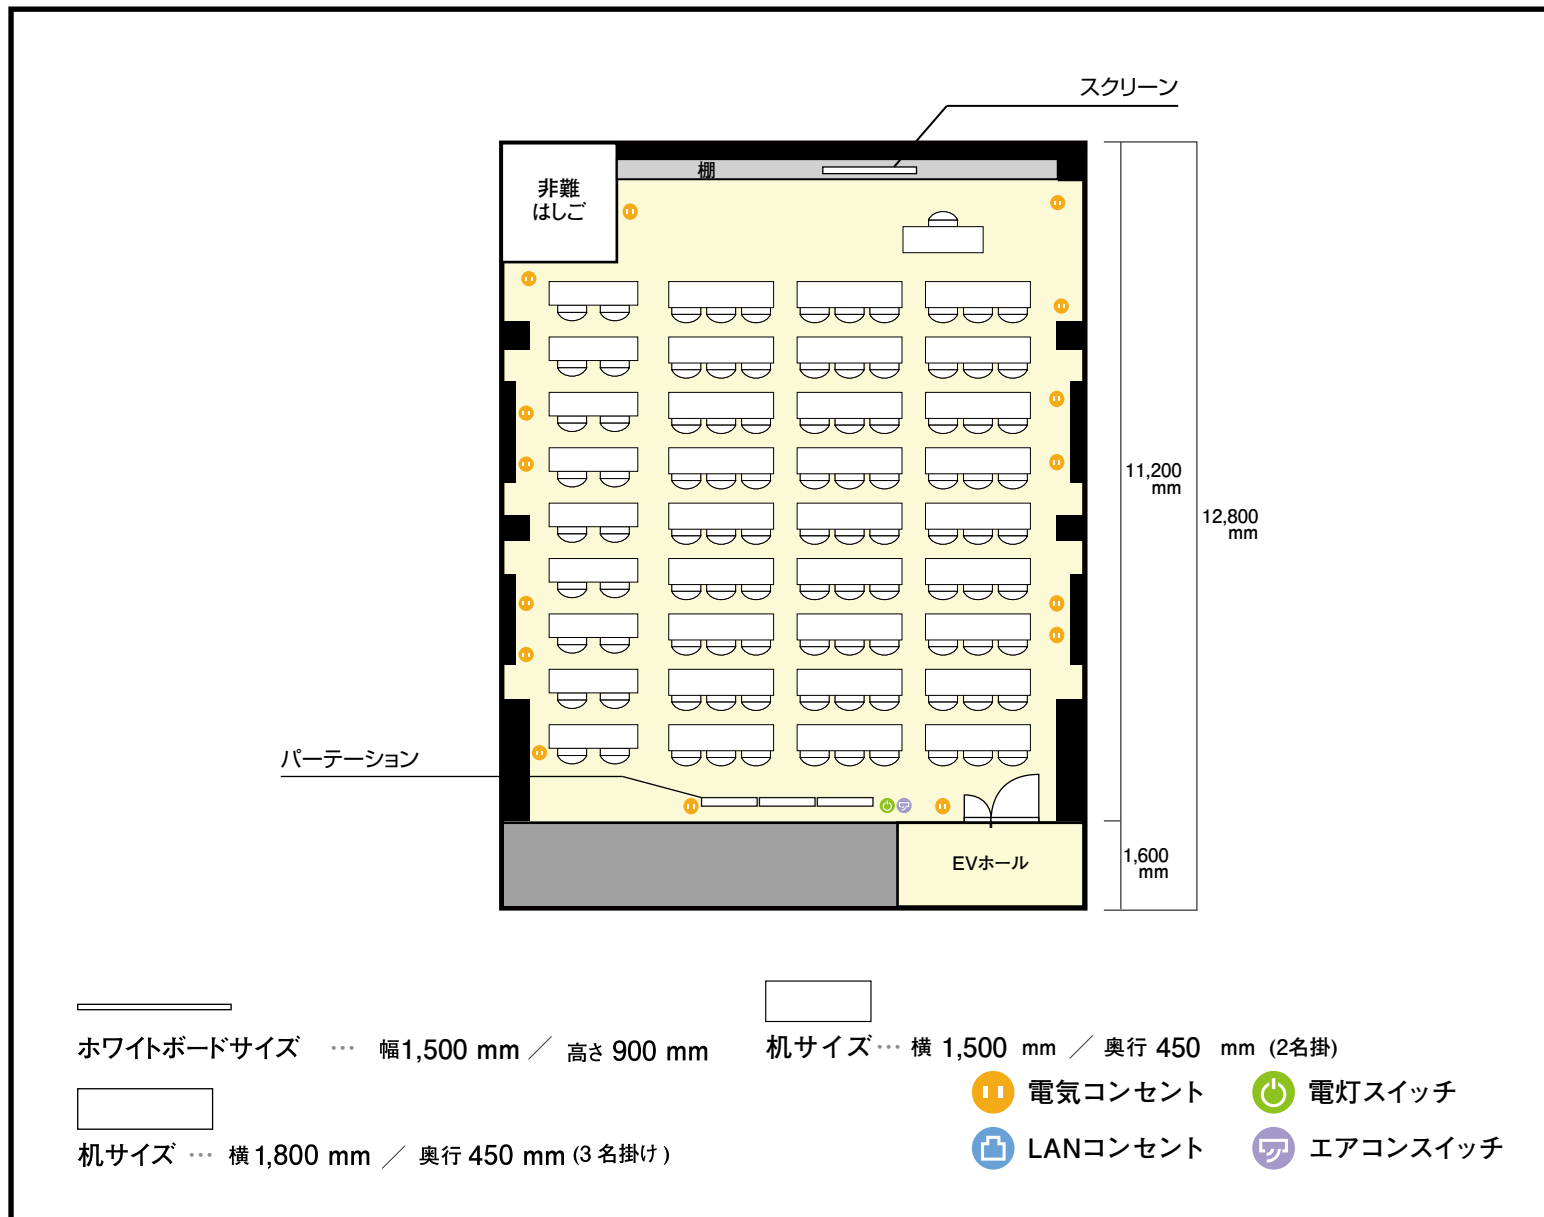 スクリーン
棚
非難
はしご
11,200
mm
12,800
mm
パーテーション
EVホール
1,600
mm
ホワイトボードサイズ … 幅1,500 mm ／ 高さ 900 mm
机サイズ … 横 1,500 mm ／ 奥行 450 mm (2名掛)
机サイズ … 横 1,800 mm ／ 奥行 450 mm (3 名掛け)
電気コンセント
電灯スイッチ
LANコンセント
エアコンスイッチ